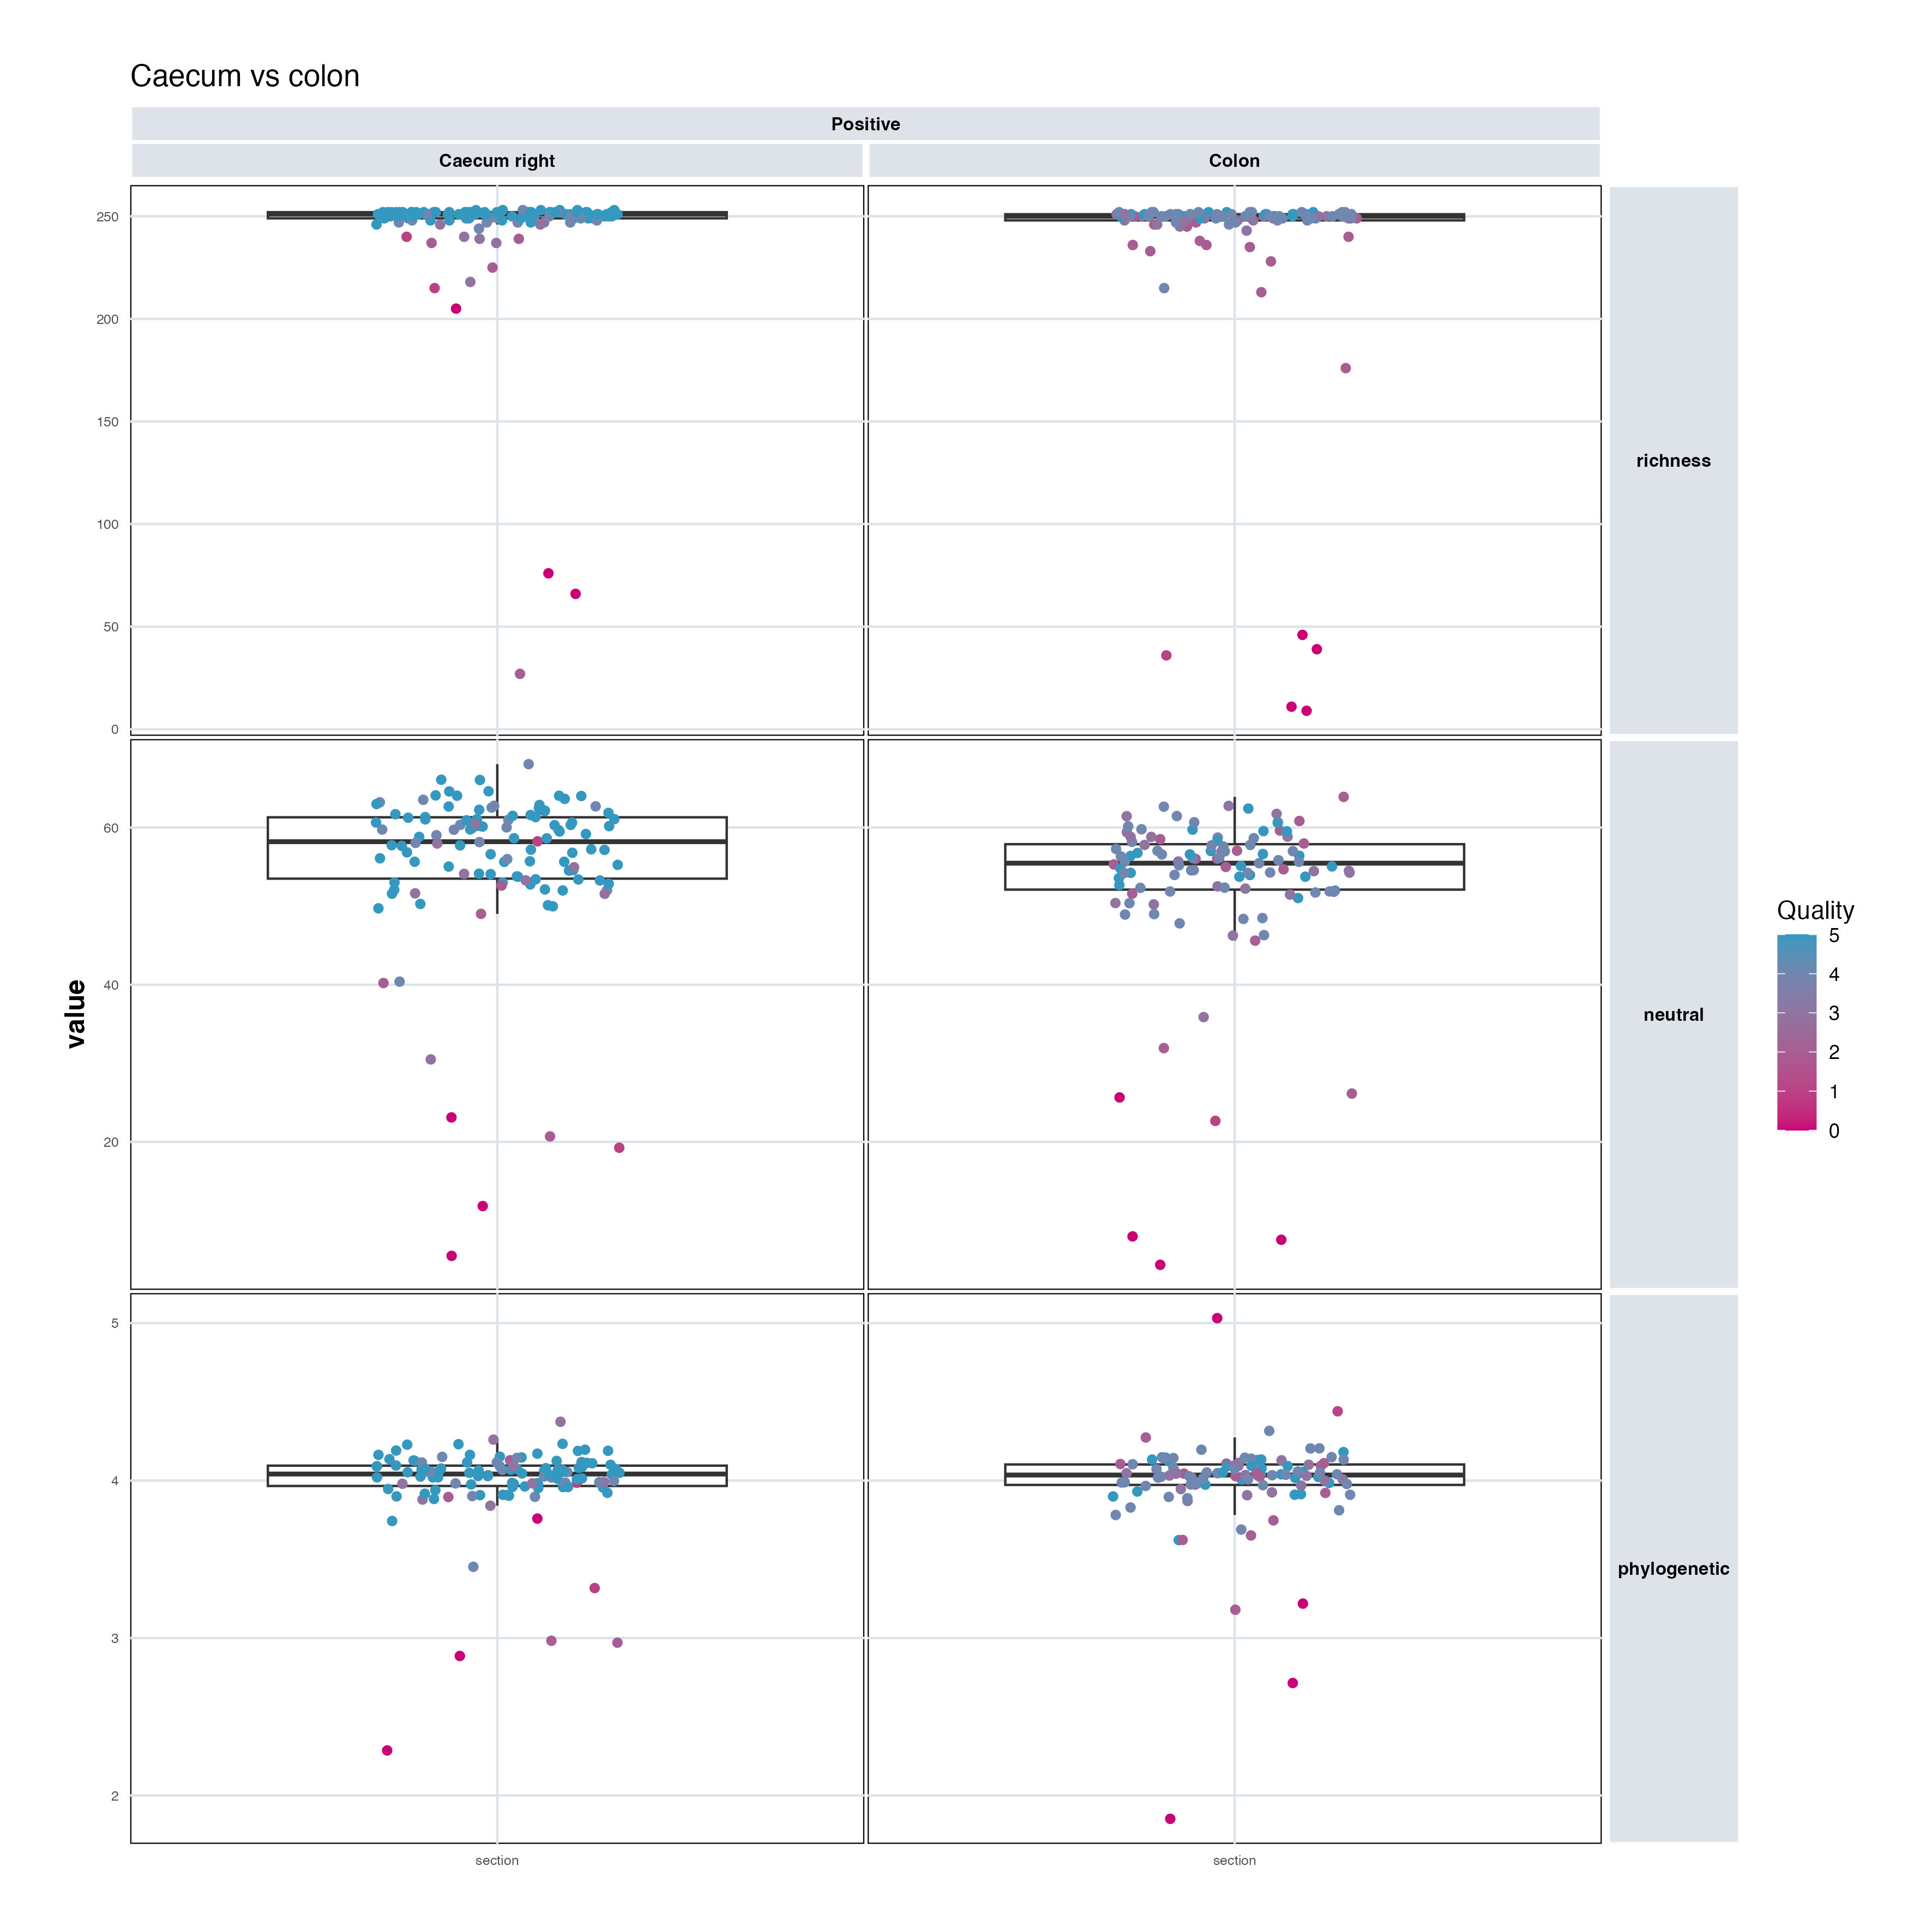 Caecum vs colon
Positive
Caecum right
Colon
250
200
150
100
50
0
richness
60
40
20
neutral
value
Quality
5
4
3
2
1
0
5
4
3
2
phylogenetic
section
section